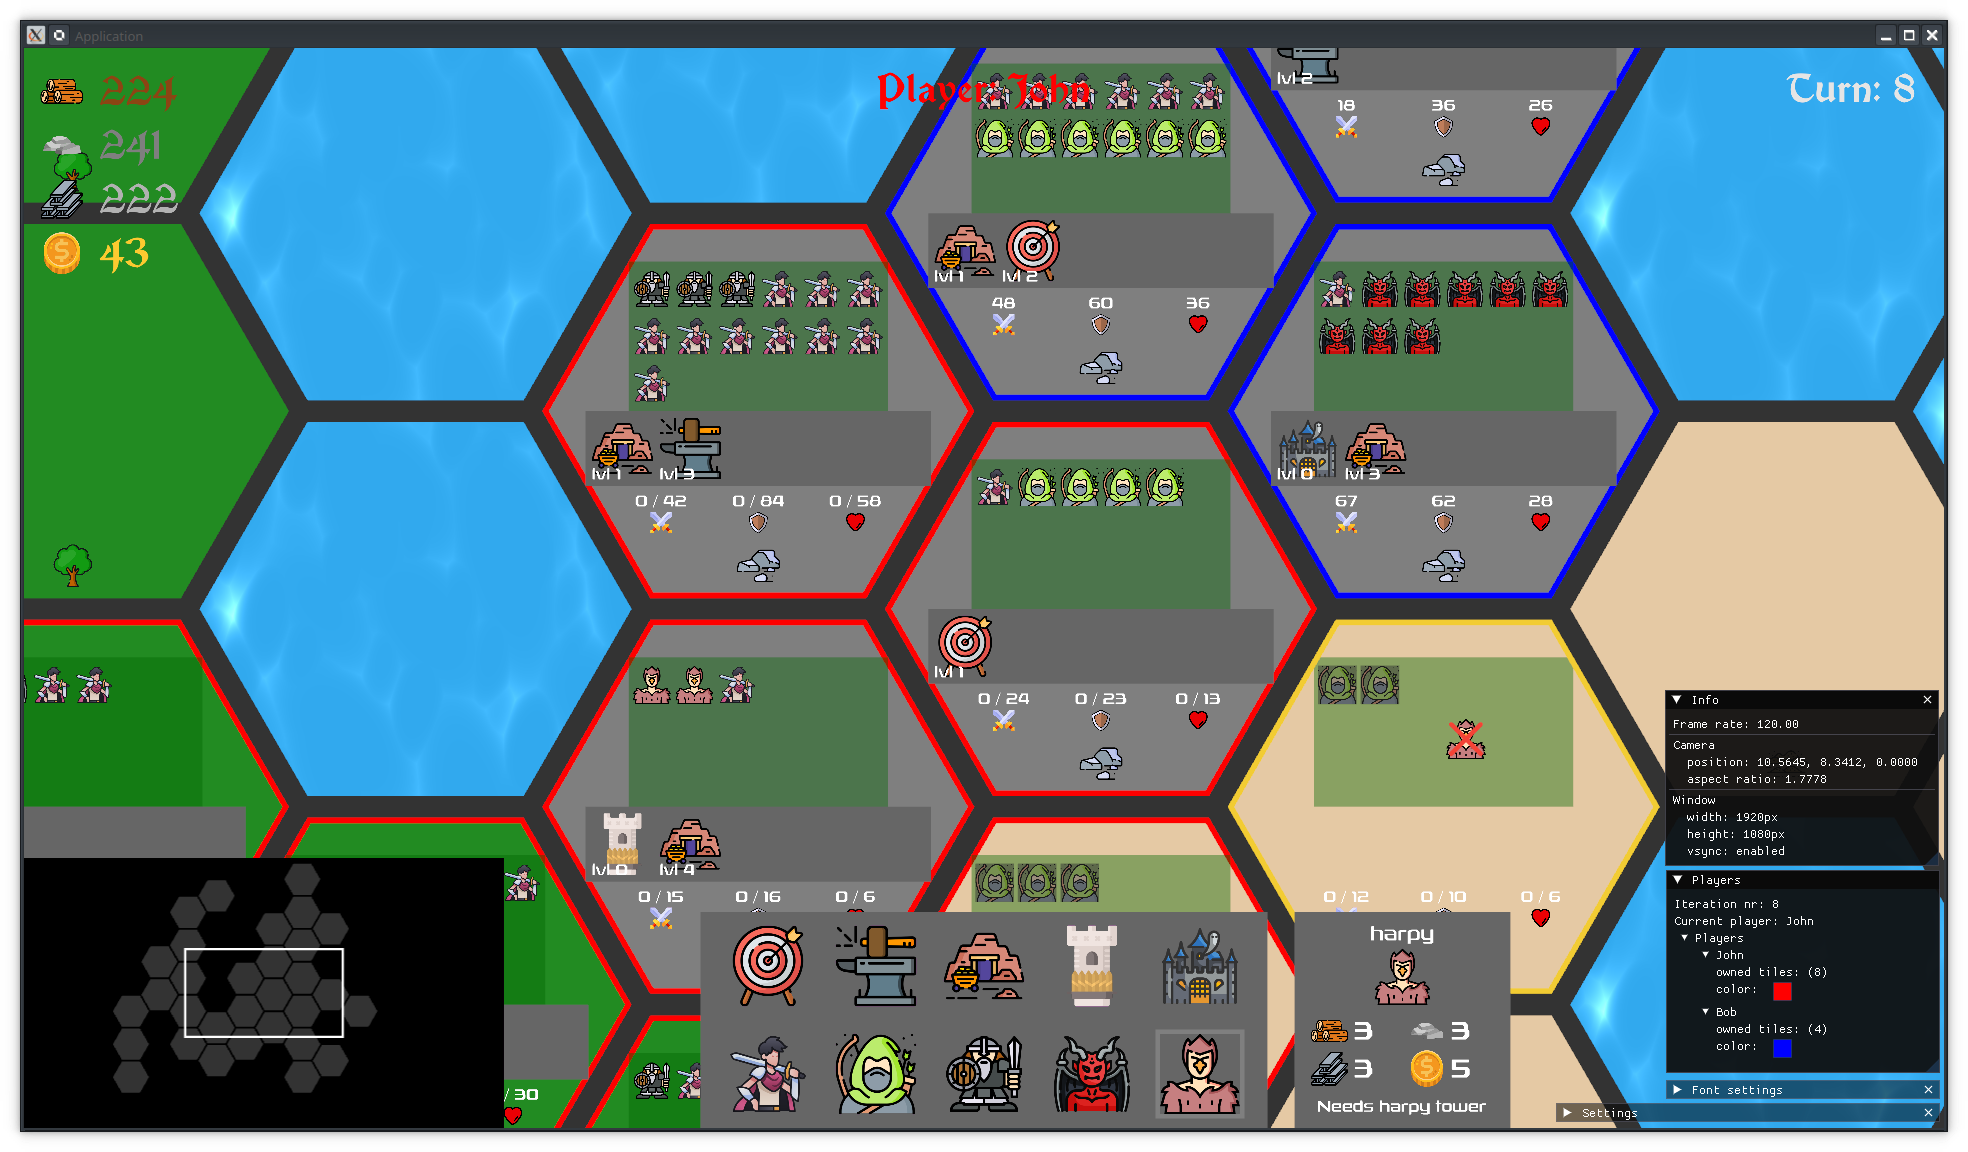 Application
224
241
222
43
Player: John
Turn: 8
lvl 2
18 36 26
lvl 1 lvl 2
48 60 36
lvl 1 lvl 3
0 / 42 0 / 84 0 / 58
lvl 0 lvl 3
67 62 28
lvl 1
0 / 24 0 / 23 0 / 13
lvl 0 lvl 4
0 / 15 0 / 16 0 / 6
0 / 12 0 / 10 0 / 6
/ 30
harpy
3 3
3 5
Needs harpy tower
Info
Frame rate: 120.00
Camera
position: 10.5645, 8.3412, 0.0000
aspect ratio: 1.7778
Window
width: 1920px
height: 1080px
vsync: enabled
Players
Iteration nr: 8
Current player: John
Players
John
owned tiles: (8)
color:
Bob
owned tiles: (4)
color:
Font settings
Settings